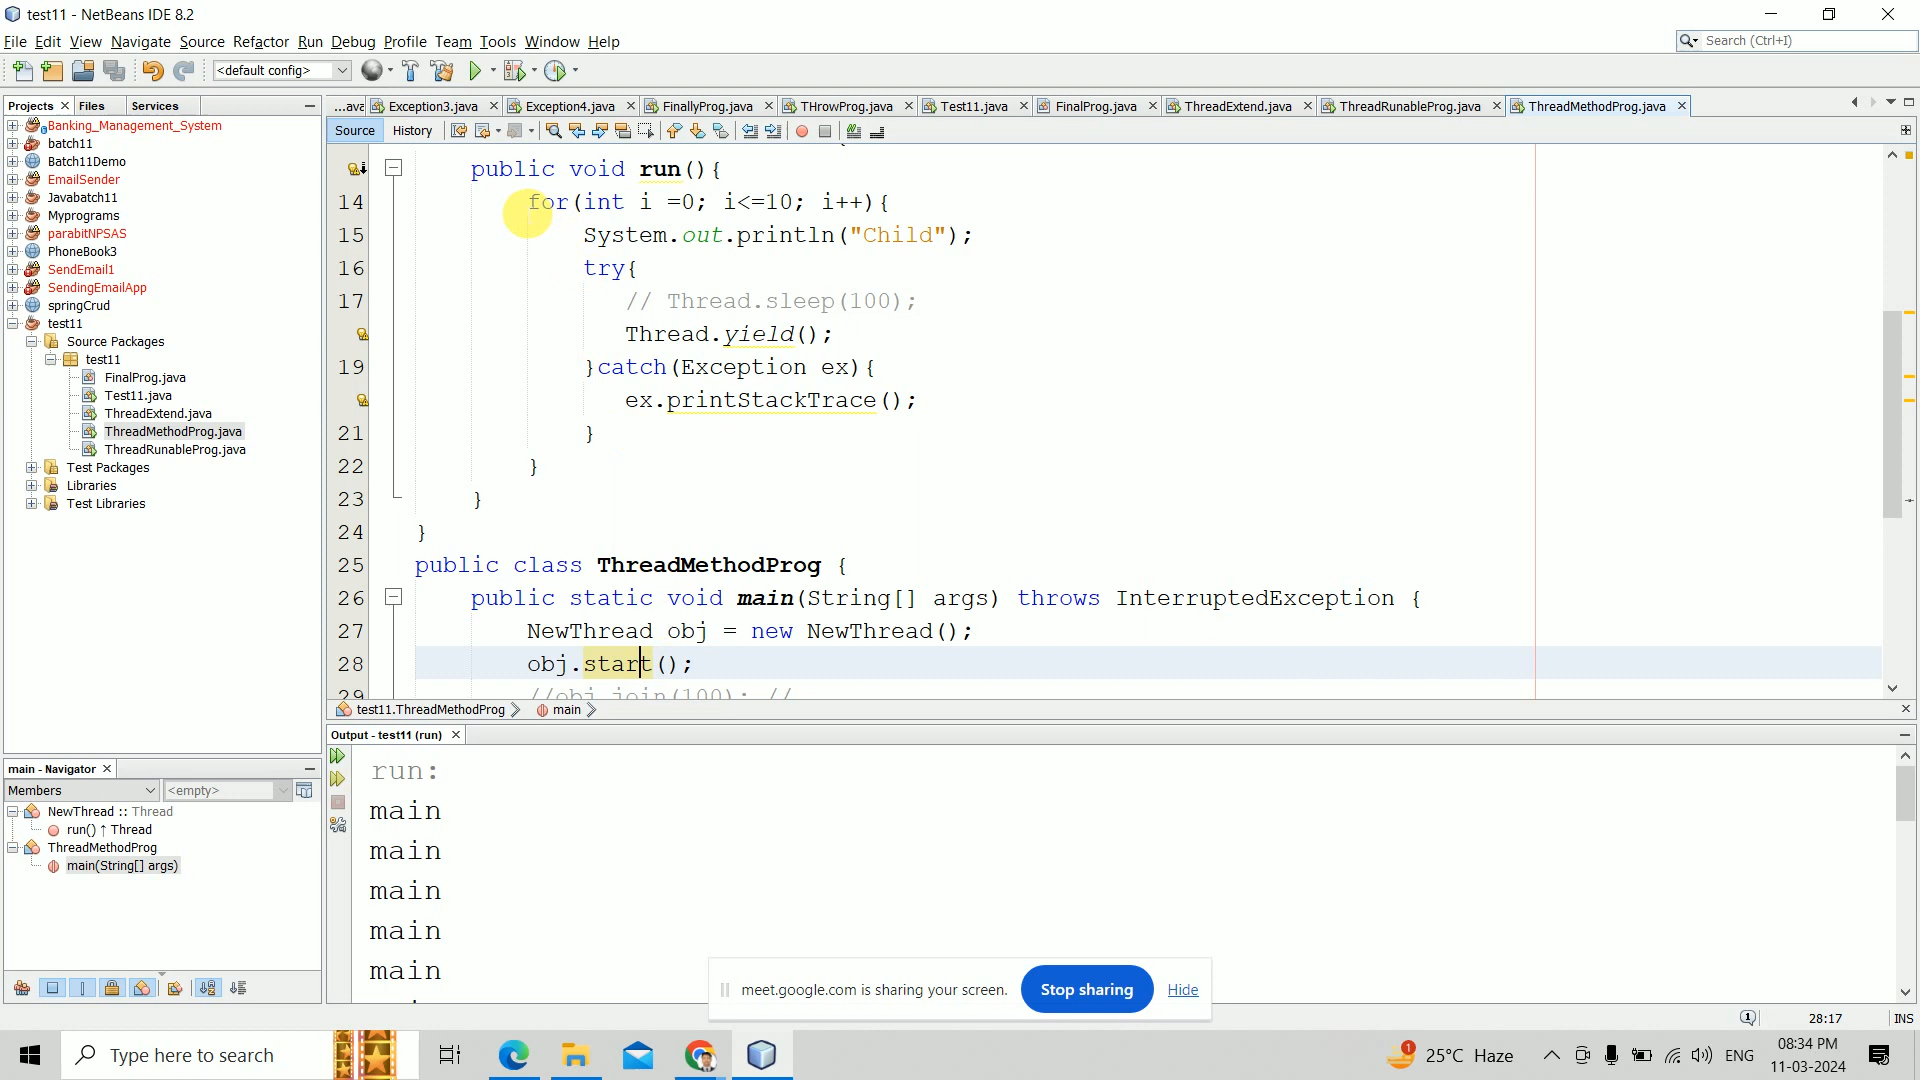 test11 - NetBeans IDE 8.2
File Edit View Navigate Source Refactor Run Debug Profile Team Tools Window Help
Search (Ctrl+I)
<default config>
Projects Files Services
...ava Exception3.java Exception4.java FinallyProg.java THrowProg.java Test11.java FinalProg.java ThreadExtend.java ThreadRunableProg.java ThreadMethodProg.java
Source History
Banking_Management_System
batch11
Batch11Demo
EmailSender
Javabatch11
Myprograms
parabitNPSAS
PhoneBook3
SendEmail1
SendingEmailApp
springCrud
test11
Source Packages
test11
FinalProg.java
Test11.java
ThreadExtend.java
ThreadMethodProg.java
ThreadRunableProg.java
Test Packages
Libraries
Test Libraries
public void run(){
14 for(int i =0; i<=10; i++){
15 System.out.println("Child");
16 try{
17 // Thread.sleep(100);
Thread.yield();
19 }catch(Exception ex){
ex.printStackTrace();
21 }
22 }
23 }
24 }
25 public class ThreadMethodProg {
26 public static void main(String[] args) throws InterruptedException {
27 NewThread obj = new NewThread();
28 obj.start();
29 //obj.join(100); //
test11.ThreadMethodProg main
Output - test11 (run)
run:
main
main
main
main
main
main - Navigator
Members <empty>
NewThread :: Thread
run() ↑ Thread
ThreadMethodProg
main(String[] args)
meet.google.com is sharing your screen. Stop sharing Hide
1 28:17 INS
Type here to search
1 25°C Haze ENG 08:34 PM
11-03-2024